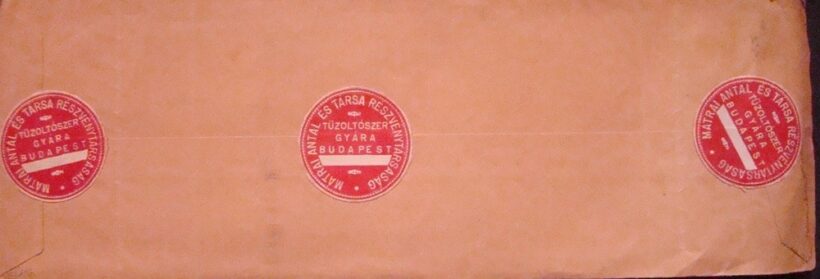 MÁTRAI ANTAL ÉS TÁRSA RÉSZVÉNYTÁRSASÁG
TŰZOLTÓSZER
GYÁRA
BUDAPEST
MÁTRAI ANTAL ÉS TÁRSA RÉSZVÉNYTÁRSASÁG
TŰZOLTÓSZER
GYÁRA
BUDAPEST
MÁTRAI ANTAL ÉS TÁRSA RÉSZVÉNYTÁRSASÁG
TŰZOLTÓSZER
GYÁRA
BUDAPEST